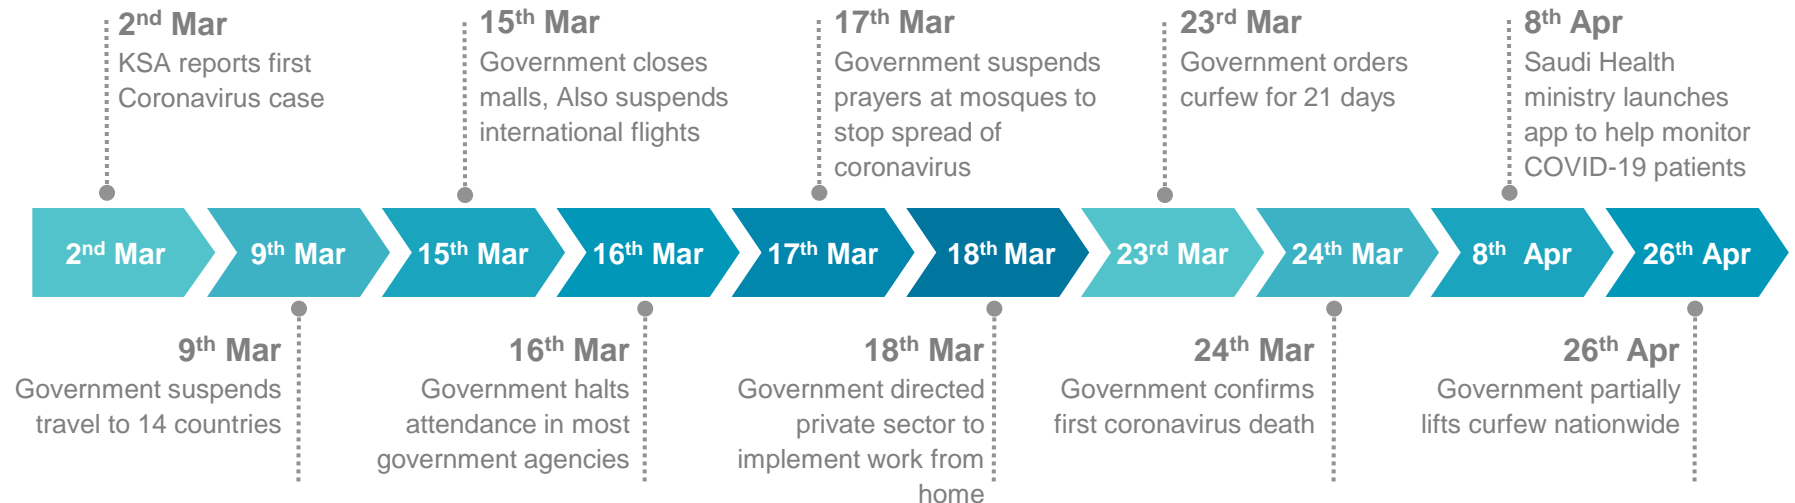 2nd Mar
KSA reports first
Coronavirus case
15th Mar
Government closes
malls, Also suspends
international flights
17th Mar
Government suspends
prayers at mosques to
stop spread of
coronavirus
23rd Mar
Government orders
curfew for 21 days
8th Apr
Saudi Health
ministry launches
app to help monitor
COVID-19 patients
2nd Mar
9th Mar
15th Mar
16th Mar
17th Mar
18th Mar
23rd Mar
24th Mar
8th Apr
26th Apr
9th Mar
Government suspends
travel to 14 countries
16th Mar
Government halts
attendance in most
government agencies
18th Mar
Government directed
private sector to
implement work from
home
24th Mar
Government confirms
first coronavirus death
26th Apr
Government partially
lifts curfew nationwide